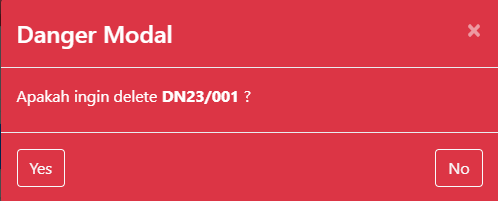 Danger Modal ×
Apakah ingin delete DN23/001 ?
Yes No